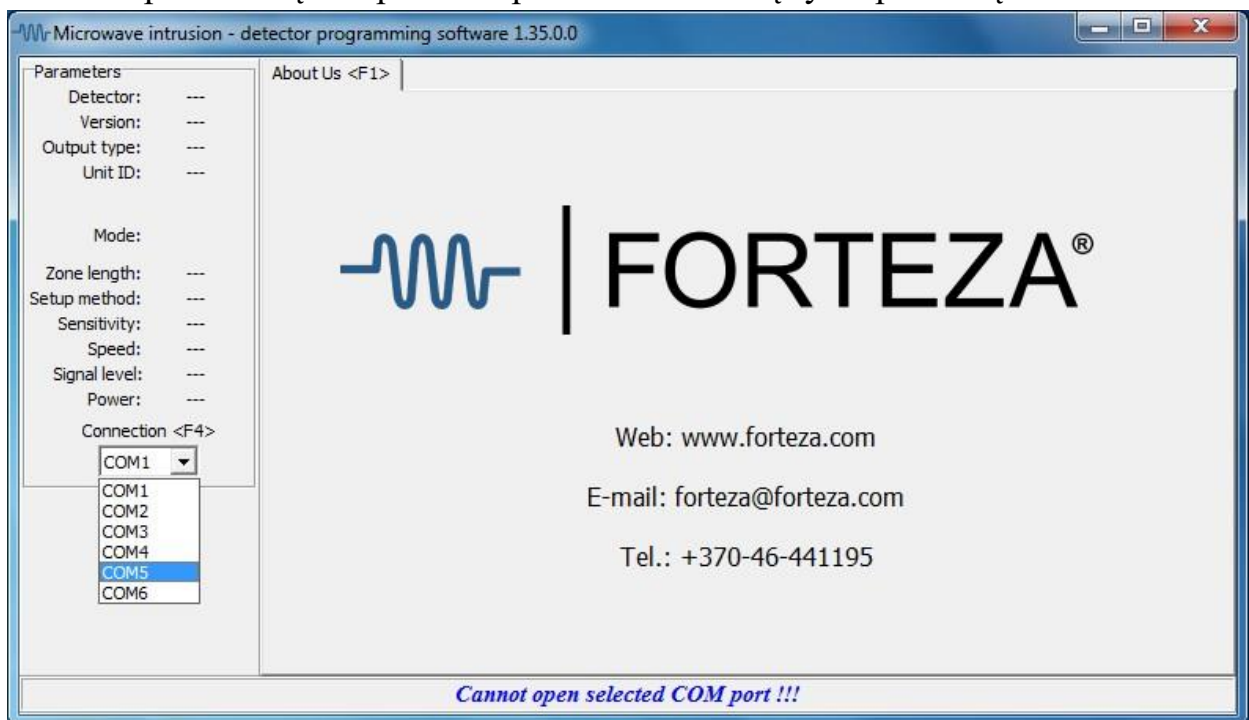 Microwave intrusion - detector programming software 1.35.0.0
Parameters
Detector: ---
Version: ---
Output type: ---
Unit ID: ---
Mode:
Zone length: ---
Setup method: ---
Sensitivity: ---
Speed: ---
Signal level: ---
Power: ---
Connection <F4>
COM1
COM1
COM2
COM3
COM4
COM5
COM6
About Us <F1>
FORTEZA®
Web: www.forteza.com
E-mail: forteza@forteza.com
Tel.: +370-46-441195
Cannot open selected COM port !!!